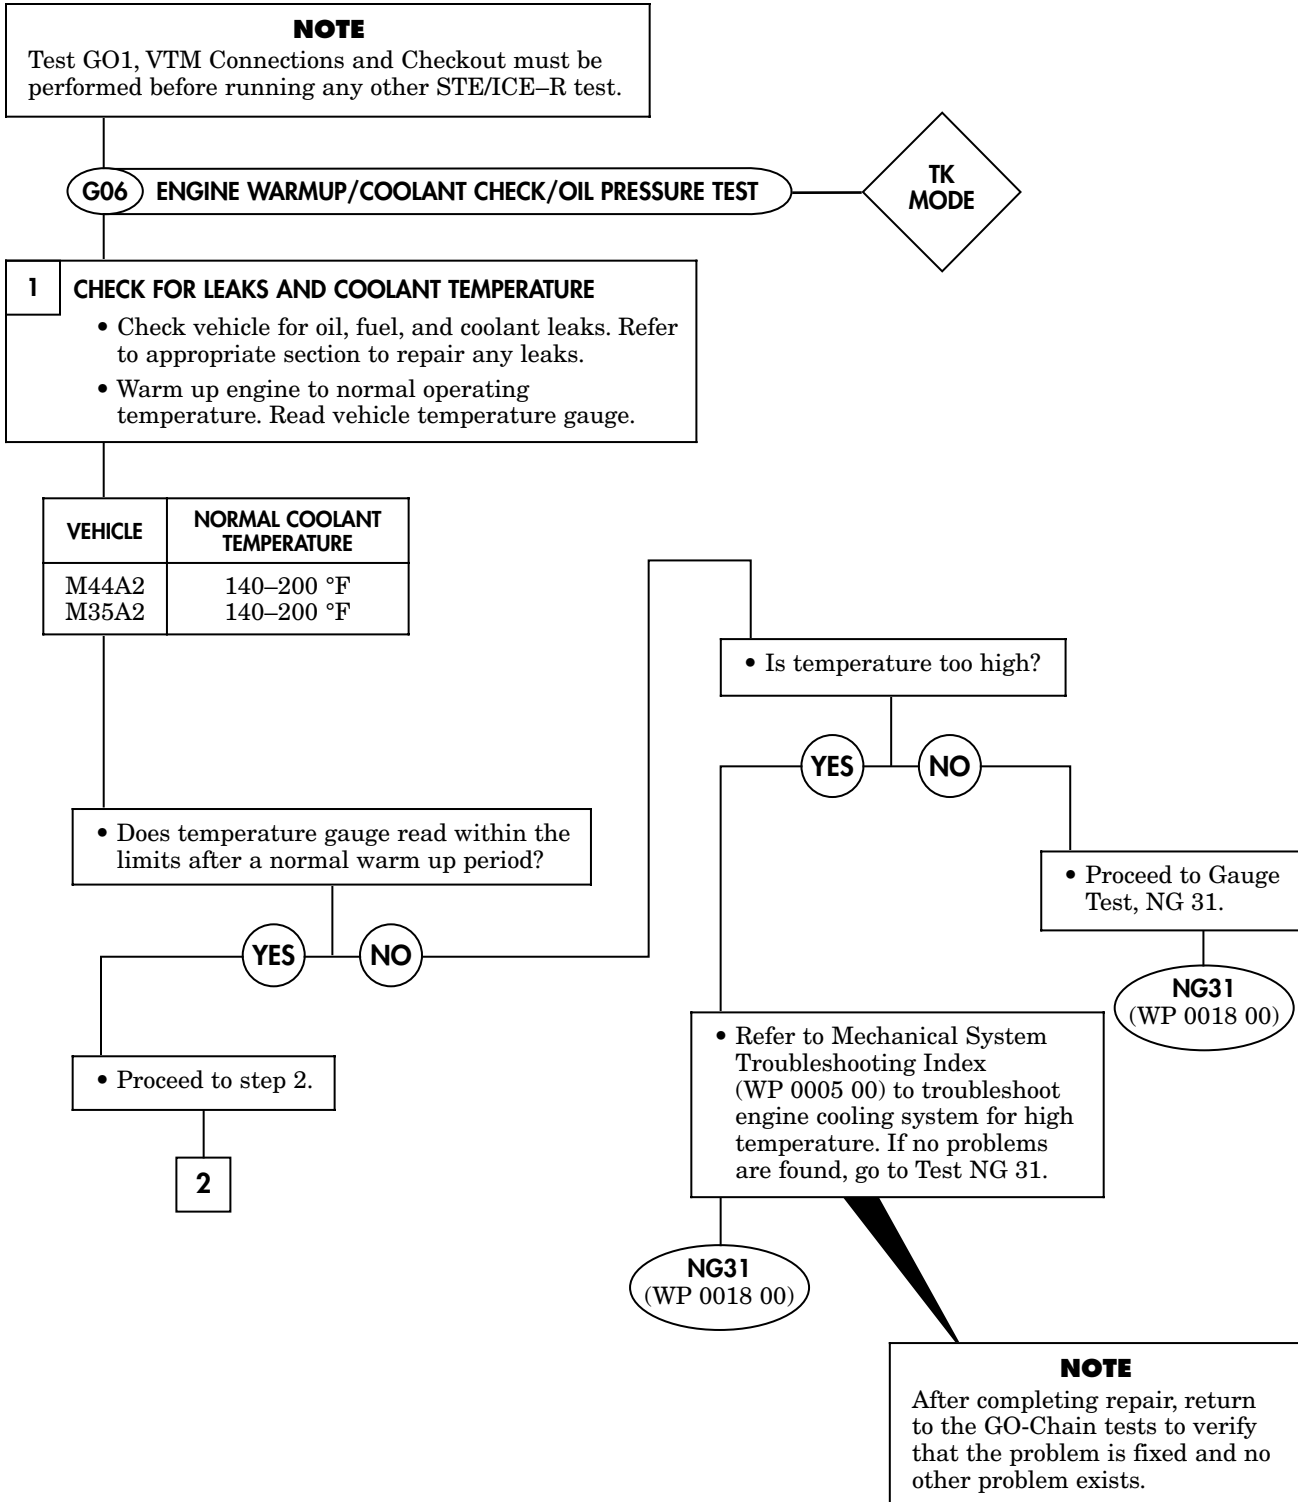 NOTE
Test GO1, VTM Connections and Checkout must be
performed before running any other STE/ICE–R test.
G06 ENGINE WARMUP/COOLANT CHECK/OIL PRESSURE TEST
TK
MODE
1 CHECK FOR LEAKS AND COOLANT TEMPERATURE
• Check vehicle for oil, fuel, and coolant leaks. Refer
to appropriate section to repair any leaks.
• Warm up engine to normal operating
temperature. Read vehicle temperature gauge.
VEHICLE NORMAL COOLANT
TEMPERATURE
M44A2 140–200 °F
M35A2 140–200 °F
• Does temperature gauge read within the
limits after a normal warm up period?
YES NO
• Proceed to step 2.
2
• Is temperature too high?
YES NO
• Proceed to Gauge
Test, NG 31.
NG31
(WP 0018 00)
• Refer to Mechanical System
Troubleshooting Index
(WP 0005 00) to troubleshoot
engine cooling system for high
temperature. If no problems
are found, go to Test NG 31.
NG31
(WP 0018 00)
NOTE
After completing repair, return
to the GO-Chain tests to verify
that the problem is fixed and no
other problem exists.